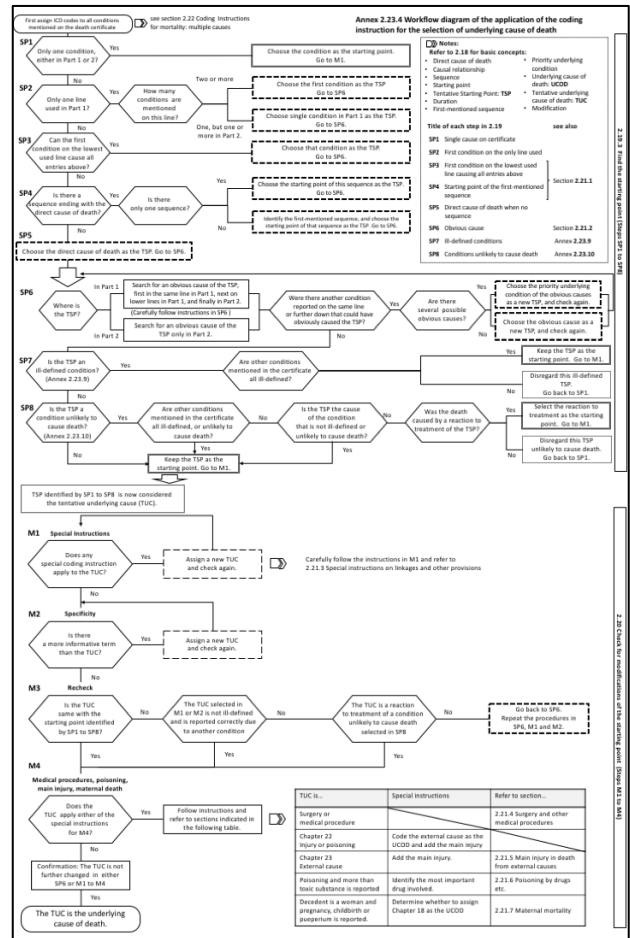 First assign ICD codes to all conditions
mentioned on the death certificate
see section 2.22 Coding Instructions
for mortality: multiple causes
Annex 2.23.4 Workflow diagram of the application of the coding
instruction for the selection of underlying cause of death
SP1
Only one condition,
either in Part 1 or 2?
Yes
Choose the condition as the starting point.
Go to M1.
No
SP2
Only one line
used in Part 1?
Yes
How many
conditions are
mentioned
on this line?
Two or more
Choose the first condition as the TSP
Go to SP6
One, but one or
more in Part 2.
Choose single condition in Part 1 as the TSP.
Go to SP6.
No
SP3
Can the first
condition on the lowest
used line cause all
entries above?
Yes
Choose that condition as the TSP.
Go to SP6.
No
SP4
Is there a
sequence ending with the
direct cause of death?
Yes
Is there
only one sequence?
Yes
Choose the starting point of this sequence as the TSP.
Go to SP6.
No
Identify the first-mentioned sequence, and choose the
starting point of that sequence as the TSP. Go to SP6.
No
SP5
Choose the direct cause of death as the TSP. Go to SP6.
Notes:
Refer to 2.18 for basic concepts:
• Direct cause of death
• Causal relationship
• Sequence
• Starting point
• Tentative Starting Point: TSP
• Duration
• First-mentioned sequence
• Priority underlying
condition
• Underlying cause of
death: UCOD
• Tentative underlying
cause of death: TUC
• Modification
Title of each step in 2.19
see also
SP1 Single cause on certificate
SP2 First condition on the only line used
SP3 First condition on the lowest used
line causing all entries above
SP4 Starting point of the first-mentioned
sequence
Section 2.21.1
SP5 Direct cause of death when no
sequence
SP6 Obvious cause
Section 2.21.2
SP7 Ill-defined conditions
Annex 2.23.9
SP8 Conditions unlikely to cause death
Annex 2.23.10
2.19.3 Find the starting point (Steps SP1 to SP8)
SP6
Where is
the TSP?
In Part 1
Search for an obvious cause of the TSP,
first in the same line in Part 1, next on
lower lines in Part 1, and finally in Part 2.
(Carefully follow instructions in SP6 )
In Part 2
Search for an obvious cause of the
TSP only in Part 2.
Were there another condition
reported on the same line
or further down that could have
obviously caused the TSP?
Yes
Are there
several possible
obvious causes?
Yes
Choose the priority underlying
condition of the obvious causes
as a new TSP, and check again.
No
Choose the obvious cause as a
new TSP, and check again.
No
SP7
Is the TSP an
ill-defined condition?
(Annex 2.23.9)
Yes
Are other conditions
mentioned in the certificate
all ill-defined?
Yes
Keep the TSP as the
starting point. Go to M1.
No
Disregard this ill-defined
TSP.
Go back to SP1.
No
SP8
Is the TSP a
condition unlikely to
cause death?
(Annex 2.23.10)
Yes
Are other conditions
mentioned in the certificate
all ill-defined, or unlikely to
cause death?
No
Is the TSP the cause
of the condition
that is not ill-defined or
unlikely to cause death?
No
Was the death
caused by a reaction to
treatment of the TSP?
Yes
Select the reaction to
treatment as the starting
point. Go to M1.
No
Disregard this TSP
unlikely to cause death.
Go back to SP1.
No
Yes
Yes
Keep the TSP as the
starting point. Go to M1.
TSP identified by SP1 to SP8 is now considered
the tentative underlying cause (TUC).
M1 Special Instructions
Does any
special coding instruction
apply to the TUC?
Yes
Assign a new TUC
and check again.
Carefully follow the instructions in M1 and refer to
2.21.3 Special instructions on linkages and other provisions
No
M2 Specificity
Is there
a more informative term
than the TUC?
Yes
Assign a new TUC
and check again.
No
M3 Recheck
Is the TUC
same with the
starting point identified
by SP1 to SP8?
No
The TUC selected in
M1 or M2 is not ill-defined
and is reported correctly due
to another condition
No
The TUC is a reaction
to treatment of a condition
unlikely to cause death
selected in SP8
No
Go back to SP6.
Repeat the procedures in
SP6, M1 and M2.
Yes
Yes
Yes
M4
Medical procedures, poisoning,
main injury, maternal death
Does the
TUC apply either of the
special instructions
for M4?
Yes
Follow instructions and
refer to sections indicated in
the following table.
No
Confirmation: The TUC is not
further changed in either
SP6 or M1 to M4
Yes
The TUC is the underlying
cause of death.
TUC is...
Special instructions
Refer to section...
Surgery or
medical procedure
2.21.4 Surgery and other
medical procedures
Chapter 22
Injury or poisoning
Code the external cause as the
UCOD and add the main injury
Chapter 23
External cause
Add the main injury.
2.21.5 Main injury in death
from external causes
Poisoning and more than
toxic substance is reported
Identify the most important
drug involved.
2.21.6 Poisoning by drugs
etc.
Decedent is a woman and
pregnancy, childbirth or
pueperium is reported.
Determine whether to assign
Chapter 18 as the UCOD
2.21.7 Maternal mortality
2.20 Check for modifications of the starting point (Steps M1 to M4)